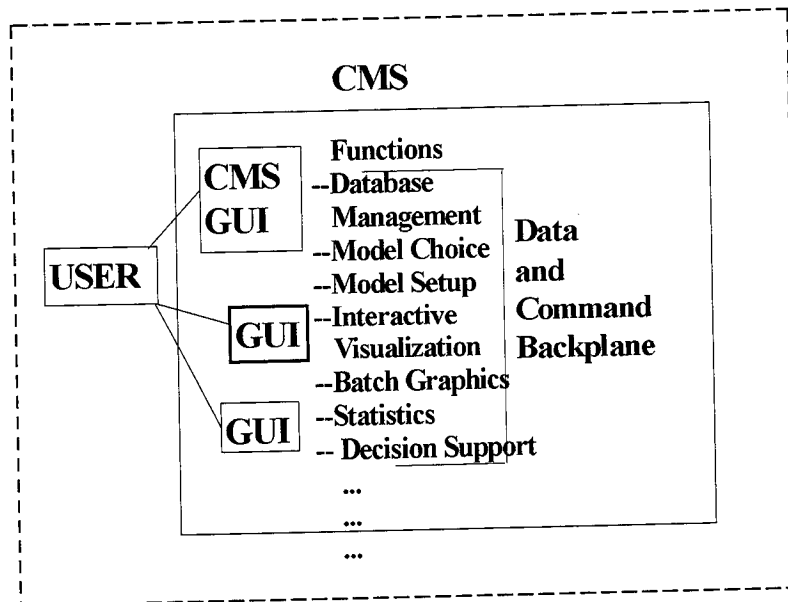 CMS
CMS
GUI
USER
GUI
GUI
Functions
--Database
Management
--Model Choice
--Model Setup
--Interactive
Visualization
--Batch Graphics
--Statistics
-- Decision Support
...
...
...
Data
and
Command
Backplane